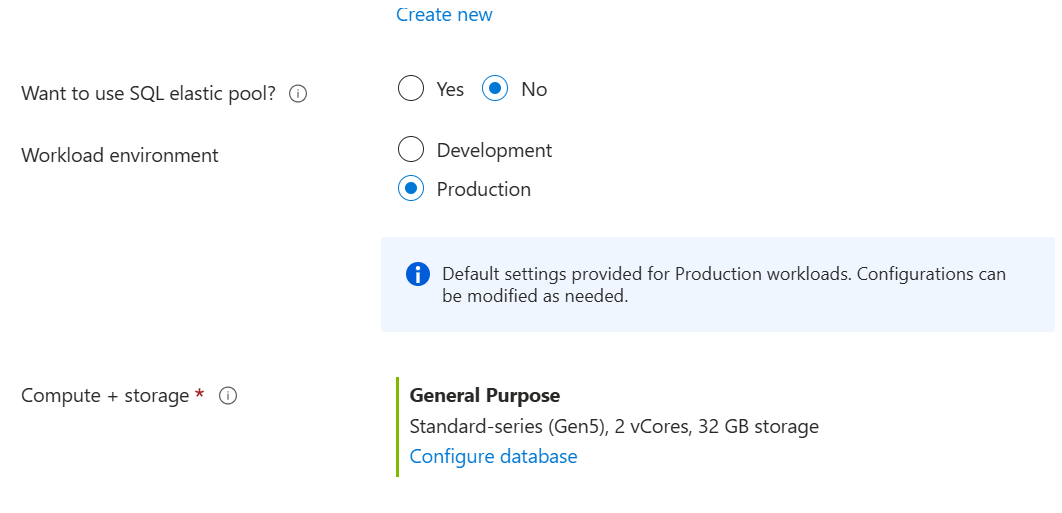 Create new
Want to use SQL elastic pool?
Yes
No
Workload environment
Development
Production
Default settings provided for Production workloads. Configurations can
be modified as needed.
Compute + storage *
General Purpose
Standard-series (Gen5), 2 vCores, 32 GB storage
Configure database